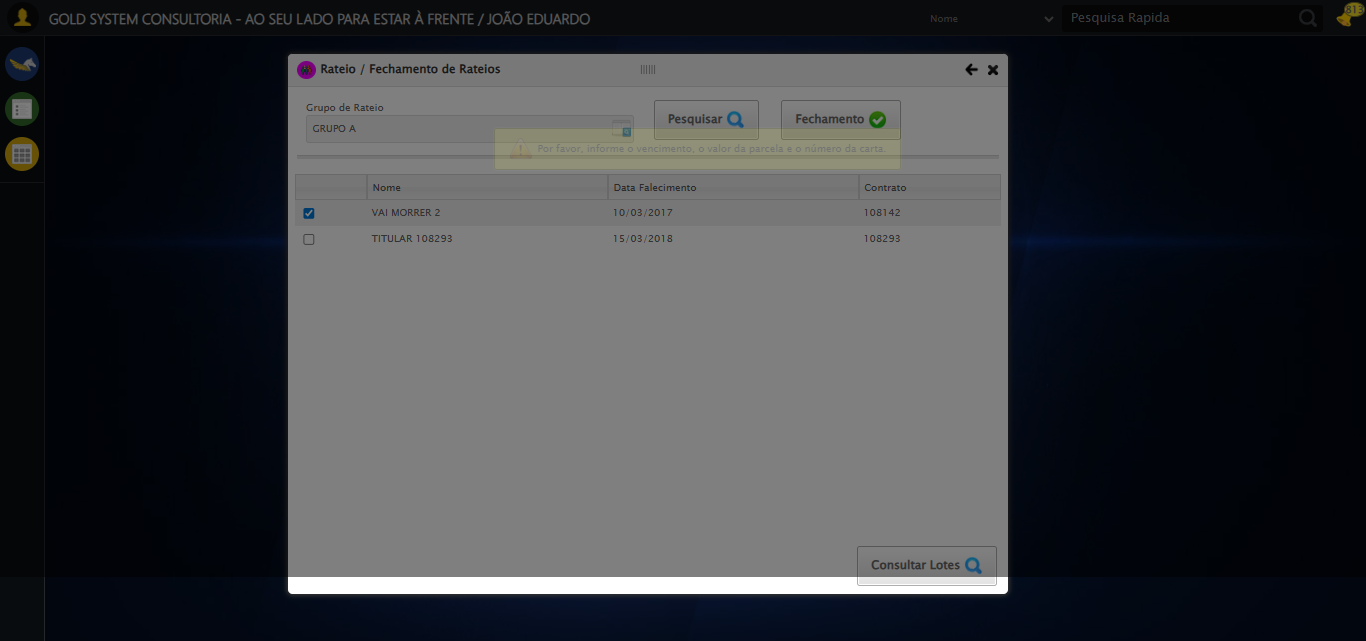 GOLD SYSTEM CONSULTORIA - AO SEU LADO PARA ESTAR À FRENTE / JOÃO EDUARDO
Nome
Pesquisa Rapida
813
Rateio / Fechamento de Rateios
Grupo de Rateio
GRUPO A
Pesquisar
Fechamento
Por favor, informe o vencimento, o valor da parcela e o número da carta.
Nome Data Falecimento Contrato
VAI MORRER 2 10/03/2017 108142
TITULAR 108293 15/03/2018 108293
Consultar Lotes